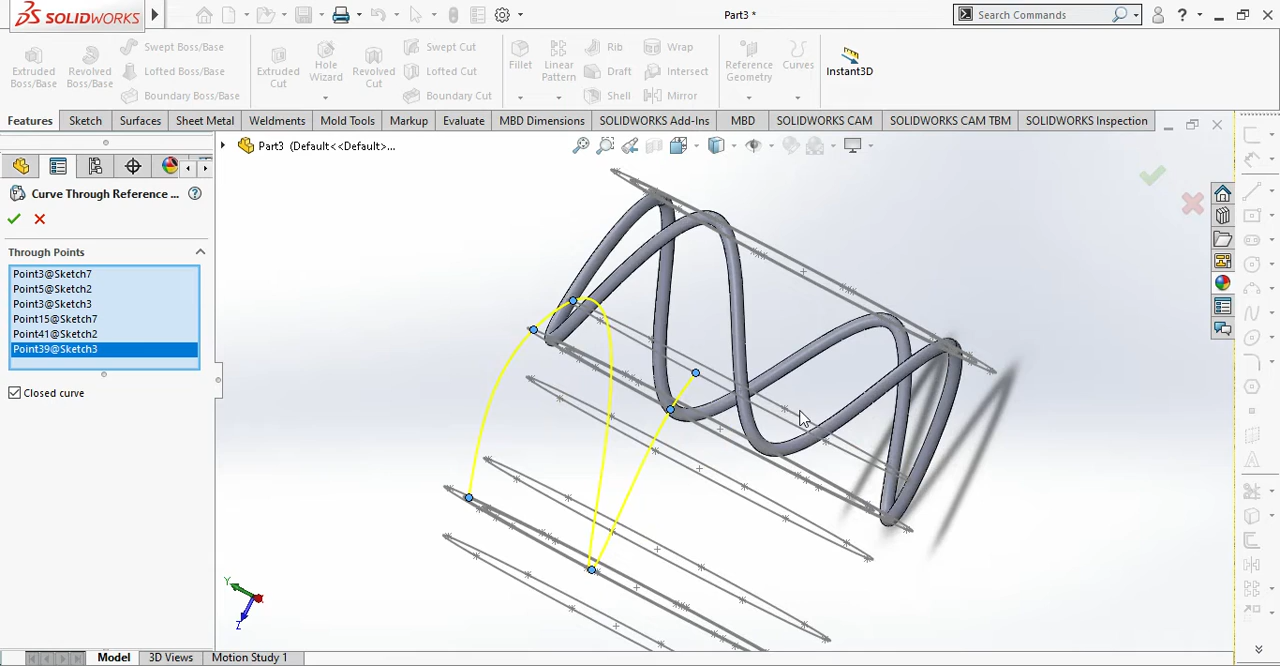 SOLIDWORKS
Part3 *
Search Commands
Extruded Boss/Base
Revolved Boss/Base
Swept Boss/Base
Lofted Boss/Base
Boundary Boss/Base
Extruded Cut
Hole Wizard
Revolved Cut
Swept Cut
Lofted Cut
Boundary Cut
Fillet
Linear Pattern
Rib
Draft
Shell
Wrap
Intersect
Mirror
Reference Geometry
Curves
Instant3D
Features
Sketch
Surfaces
Sheet Metal
Weldments
Mold Tools
Markup
Evaluate
MBD Dimensions
SOLIDWORKS Add-Ins
MBD
SOLIDWORKS CAM
SOLIDWORKS CAM TBM
SOLIDWORKS Inspection
Part3 (Default<<Default>...
Curve Through Reference ...
Through Points
Point3@Sketch7
Point5@Sketch2
Point3@Sketch3
Point15@Sketch7
Point41@Sketch2
Point39@Sketch3
Closed curve
Y
X
Z
Model
3D Views
Motion Study 1